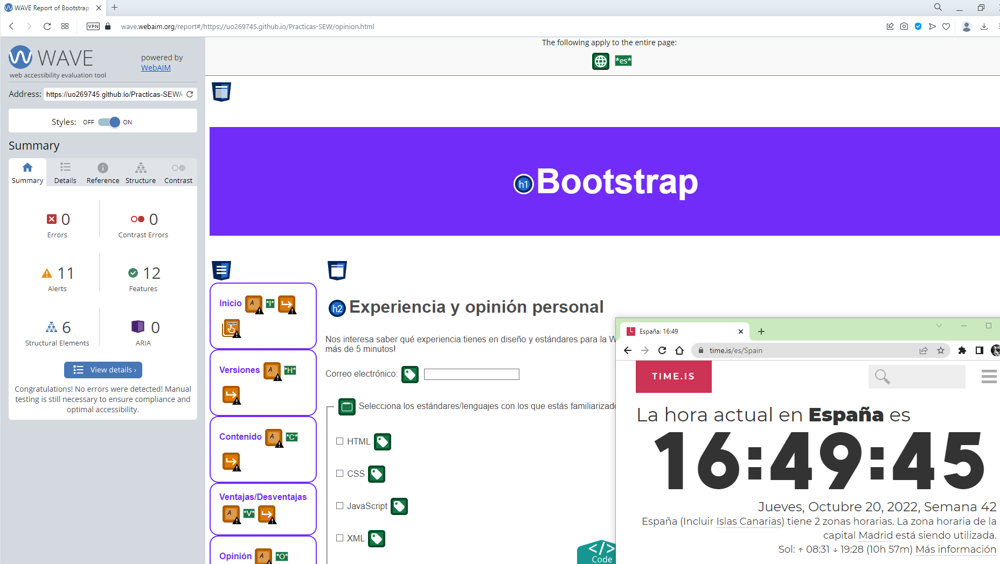 WAVE Report of Bootstrap
VPN
wave.webaim.org/report#/https://uo269745.github.io/Practicas-SEW/opinion.html
WAVE
web accessibility evaluation tool
powered by
WebAIM
Address: https://uo269745.github.io/Practicas-SEW/
Styles: OFF ON
Summary
Summary Details Reference Structure Contrast
0
Errors
0
Contrast Errors
11
Alerts
12
Features
6
Structural Elements
0
ARIA
View details ›
Congratulations! No errors were detected! Manual
testing is still necessary to ensure compliance and
optimal accessibility.
The following apply to the entire page:
*es*
h1 Bootstrap
Inicio A *I*
Versiones A *H*
Contenido A *C*
Ventajas/Desventajas
A *V*
Opinión A *O*
h2 Experiencia y opinión personal
Nos interesa saber qué experiencia tienes en diseño y estándares para la W
más de 5 minutos!
Correo electrónico:
Selecciona los estándares/lenguajes con los que estás familiarizado
HTML
CSS
JavaScript
XML
</>
Code
España: 16:49
time.is/es/Spain
TIME.IS
La hora actual en España es
16:49:45
Jueves, Octubre 20, 2022, Semana 42
España (Incluir Islas Canarias) tiene 2 zonas horarias. La zona horaria de la
capital Madrid está siendo utilizada.
Sol: ↑ 08:31 ↓ 19:28 (10h 57m) Más información